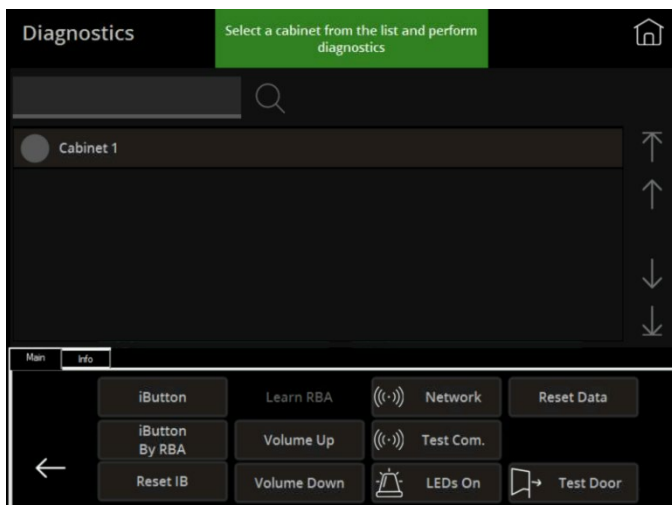 Diagnostics
Select a cabinet from the list and perform
diagnostics
Cabinet 1
Main
Info
iButton
Learn RBA
Network
Reset Data
iButton
By RBA
Volume Up
Test Com.
Reset IB
Volume Down
LEDs On
Test Door